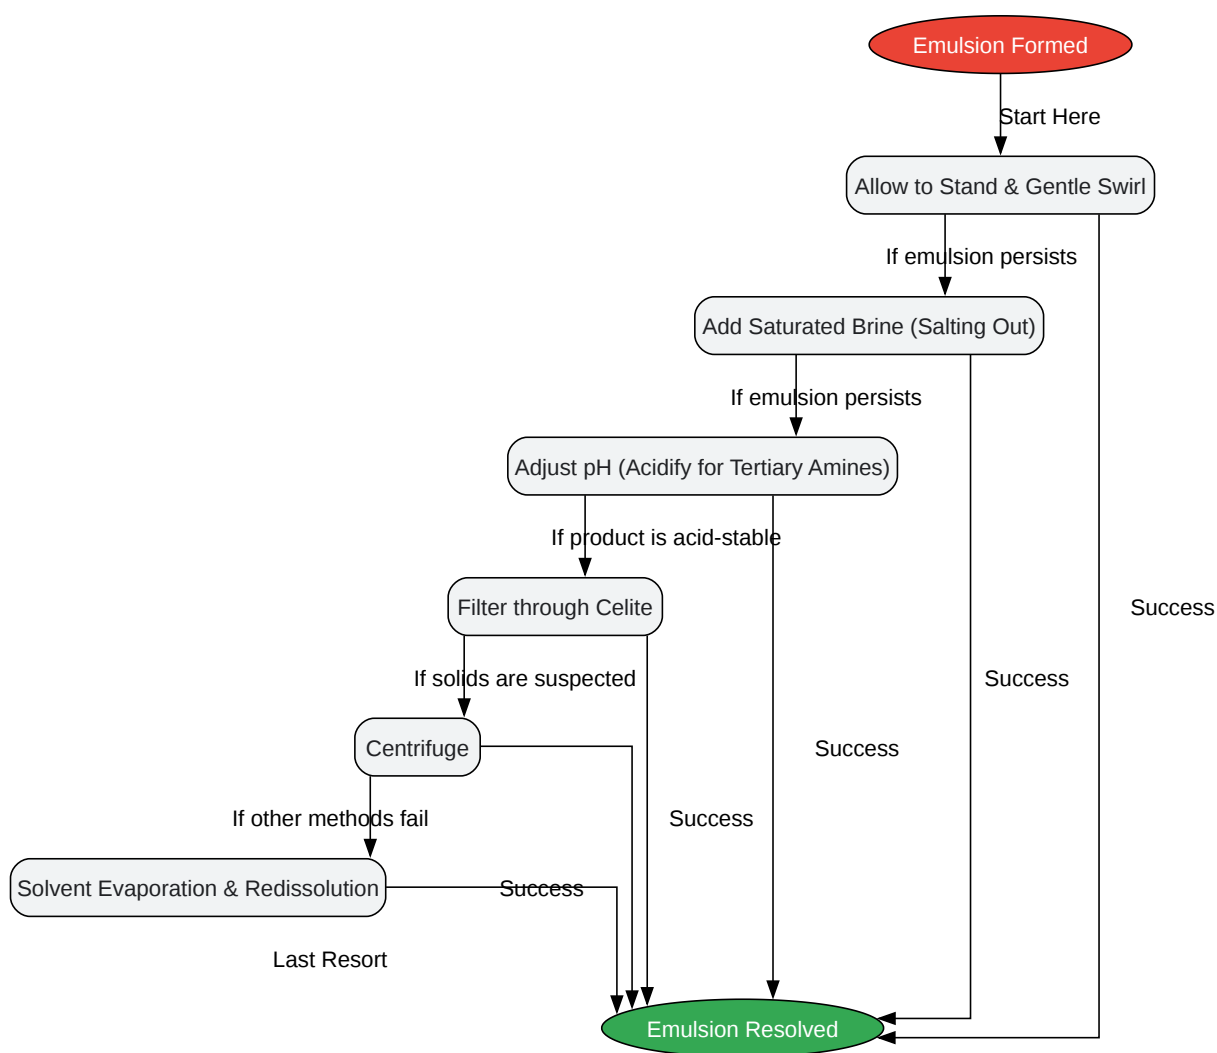 Emulsion Formed
Start Here
Allow to Stand & Gentle Swirl
If emulsion persists
Add Saturated Brine (Salting Out)
If emulsion persists
Adjust pH (Acidify for Tertiary Amines)
If product is acid-stable
Filter through Celite
Success
If solids are suspected
Success
Centrifuge
Success
If other methods fail
Success
Solvent Evaporation & Redissolution
Success
Last Resort
Emulsion Resolved